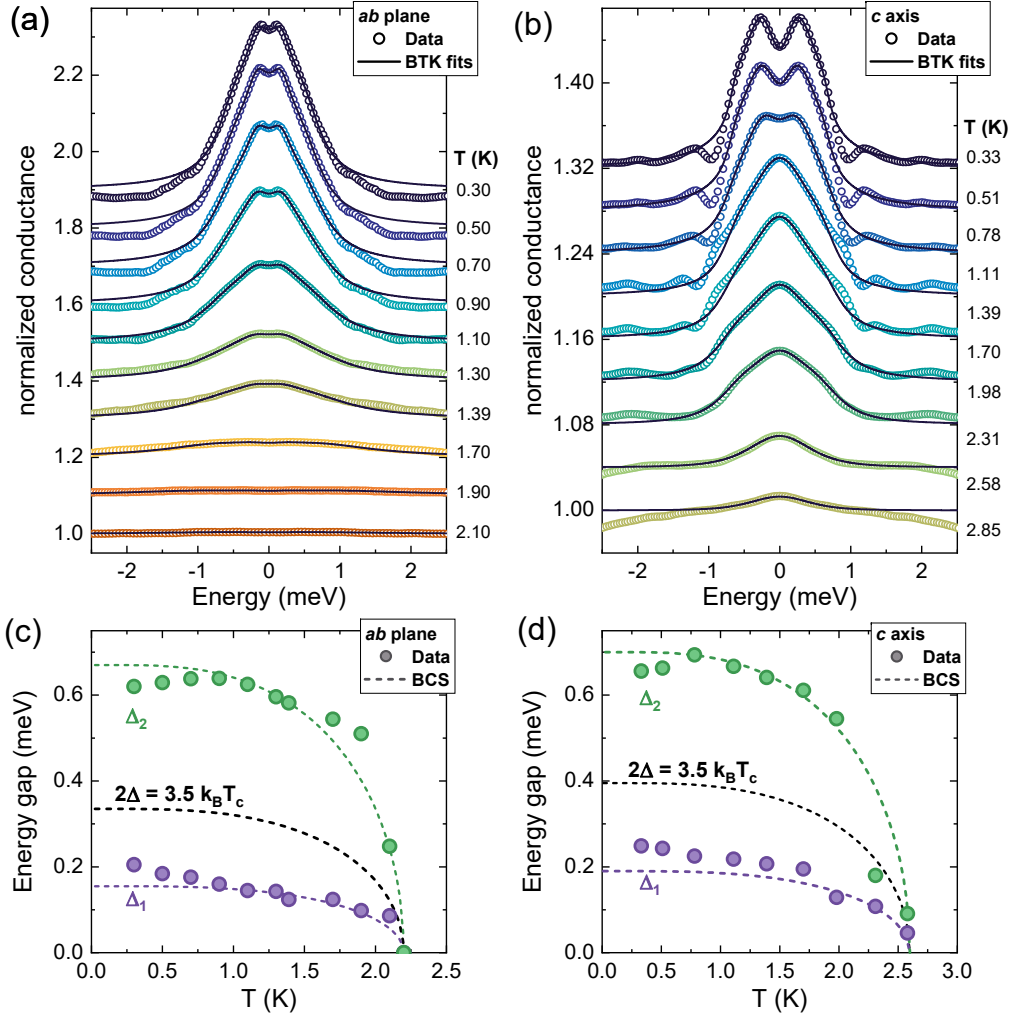 (a)
ab plane
Data
BTK fits
normalized conductance
2.2
2.0
1.8
1.6
1.4
1.2
1.0
T (K)
0.30
0.50
0.70
0.90
1.10
1.30
1.39
1.70
1.90
2.10
-2 -1 0 1 2
Energy (meV)
(b)
c axis
Data
BTK fits
normalized conductance
1.40
1.32
1.24
1.16
1.08
1.00
T (K)
0.33
0.51
0.78
1.11
1.39
1.70
1.98
2.31
2.58
2.85
-2 -1 0 1 2
Energy (meV)
(c)
ab plane
Data
BCS
Energy gap (meV)
0.6
0.4
0.2
0.0
Δ2
2Δ = 3.5 kBTc
Δ1
0.0 0.5 1.0 1.5 2.0 2.5
T (K)
(d)
c axis
Data
BCS
Energy gap (meV)
0.6
0.4
0.2
0.0
Δ2
2Δ = 3.5 kBTc
Δ1
0.0 0.5 1.0 1.5 2.0 2.5 3.0
T (K)